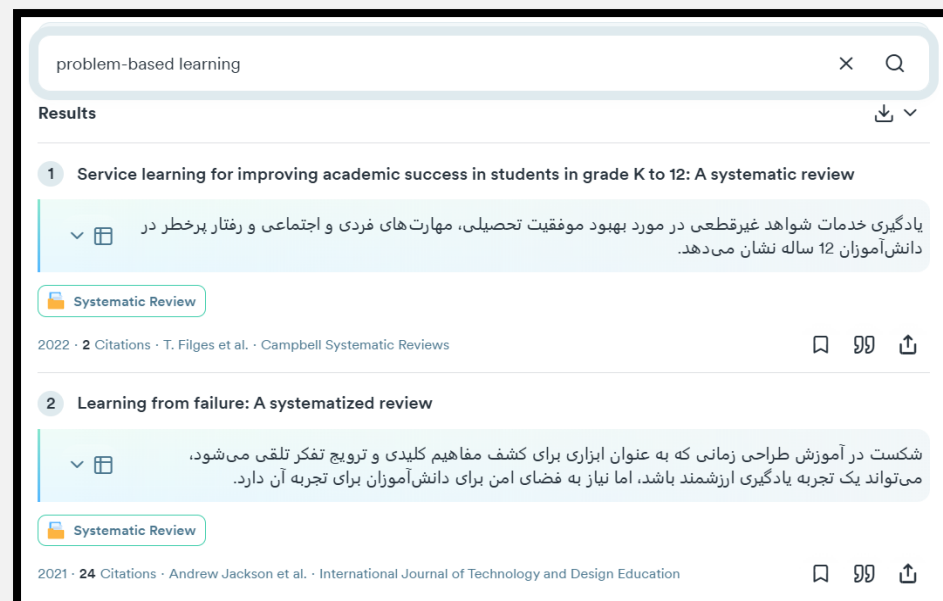 problem-based learning
Results
1 Service learning for improving academic success in students in grade K to 12: A systematic review
یادگیری خدمات شواهد غیرقطعی در مورد بهبود موفقیت تحصیلی، مهارت‌های فردی و اجتماعی و رفتار پرخطر در
دانش‌آموزان 12 ساله نشان می‌دهد.
Systematic Review
2022 · 2 Citations · T. Filges et al. · Campbell Systematic Reviews
2 Learning from failure: A systematized review
شکست در آموزش طراحی زمانی که به عنوان ابزاری برای کشف مفاهیم کلیدی و ترویج تفکر تلقی می‌شود،
می‌تواند یک تجربه یادگیری ارزشمند باشد، اما نیاز به فضای امن برای دانش‌آموزان برای تجربه آن دارد.
Systematic Review
2021 · 24 Citations · Andrew Jackson et al. · International Journal of Technology and Design Education